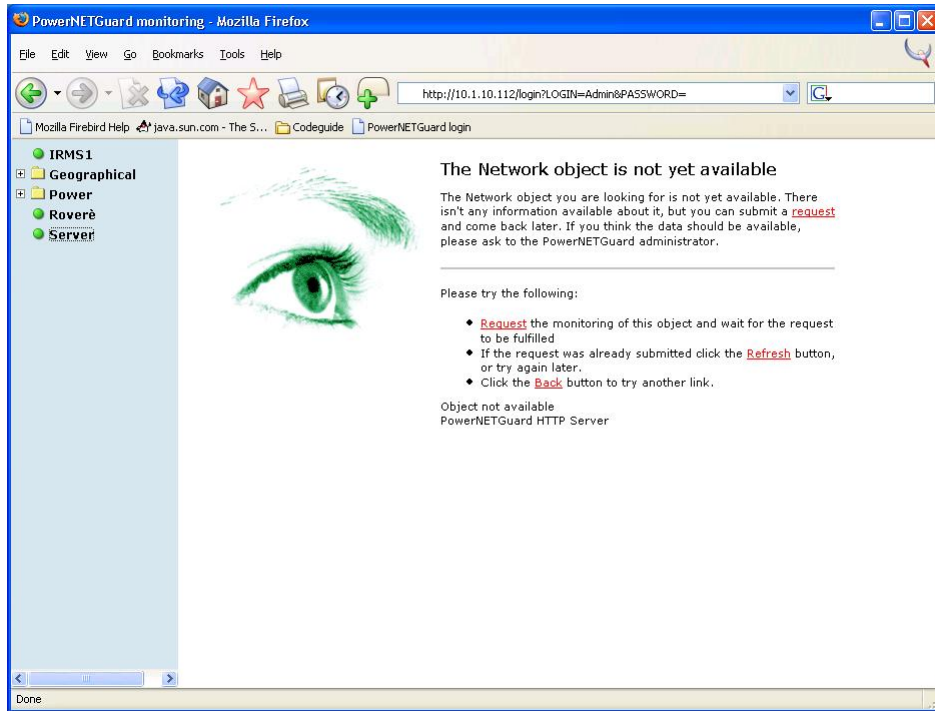 PowerNETGuard monitoring - Mozilla Firefox
File Edit View Go Bookmarks Tools Help
http://10.1.10.112/login?LOGIN=Admin&PASSWORD=
G
Mozilla Firebird Help java.sun.com - The S... Codeguide PowerNETGuard login
IRMS1
Geographical
Power
Roverè
Server
The Network object is not yet available
The Network object you are looking for is not yet available. There
isn't any information available about it, but you can submit a request
and come back later. If you think the data should be available,
please ask to the PowerNETGuard administrator.
Please try the following:
Request the monitoring of this object and wait for the request
to be fulfilled
If the request was already submitted click the Refresh button,
or try again later.
Click the Back button to try another link.
Object not available
PowerNETGuard HTTP Server
Done